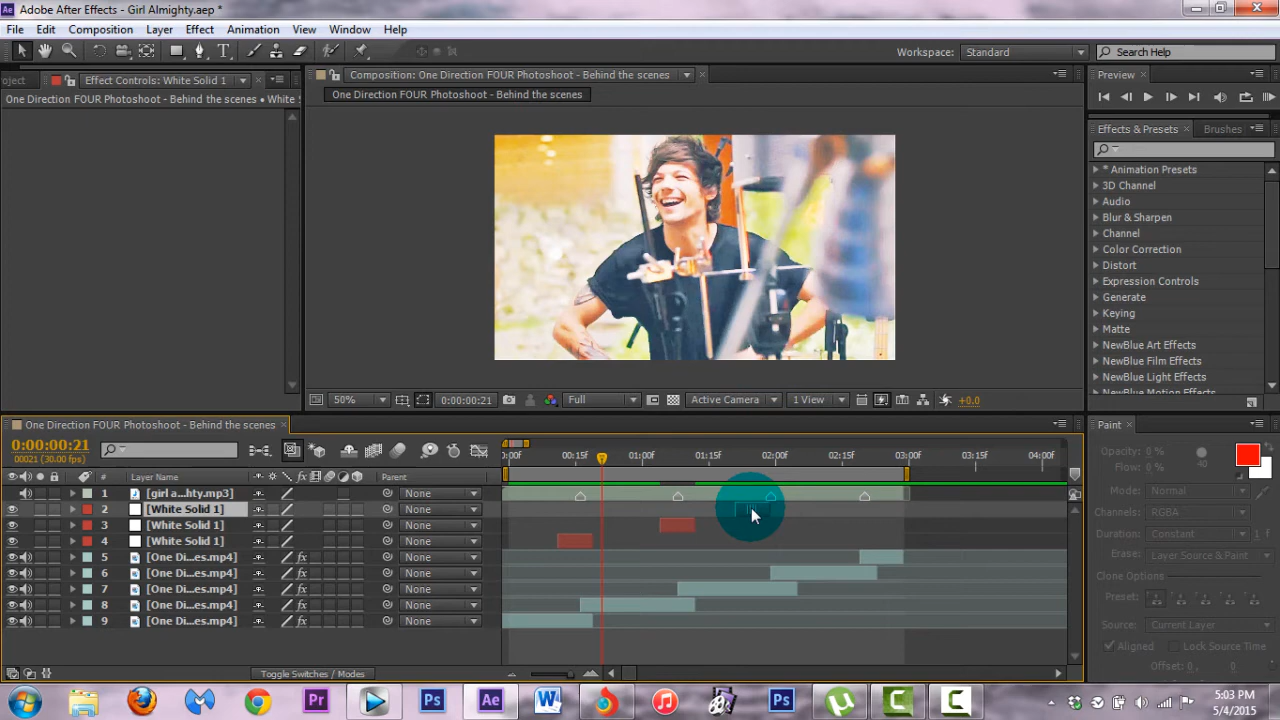 Adobe After Effects - Girl Almighty.aep *
File Edit Composition Layer Effect Animation View Window Help
Workspace: Standard Search Help
oject Effect Controls: White Solid 1
One Direction FOUR Photoshoot - Behind the scenes • White S
Composition: One Direction FOUR Photoshoot - Behind the scenes
One Direction FOUR Photoshoot - Behind the scenes
Preview
Effects & Presets Brushes
* Animation Presets
3D Channel
Audio
Blur & Sharpen
Channel
Color Correction
Distort
Expression Controls
Generate
Keying
Matte
NewBlue Art Effects
NewBlue Film Effects
NewBlue Light Effects
NewBlue Motion Effects
50% 0:00:00:21 Full Active Camera 1 View +0.0
One Direction FOUR Photoshoot - Behind the scenes
0:00:00:21
00021 (30.00 fps)
:00f 00:15f 01:00f 01:15f 02:00f 02:15f 03:00f 03:15f 04:00f
# Layer Name Parent
1 [girl a...hty.mp3] None
2 [White Solid 1] None
3 [White Solid 1] None
4 [White Solid 1] None
5 [One Di...es.mp4] None
6 [One Di...es.mp4] None
7 [One Di...es.mp4] None
8 [One Di...es.mp4] None
9 [One Di...es.mp4] None
Toggle Switches / Modes
Paint
Opacity: 0 %
Flow: 0 % 40
Mode: Normal
Channels: RGBA
Duration: Constant 1 f
Erase: Layer Source & Paint
Clone Options
Preset:
Source: Current Layer
Aligned Lock Source Time
Offset: 0 , 0
5:03 PM
5/4/2015